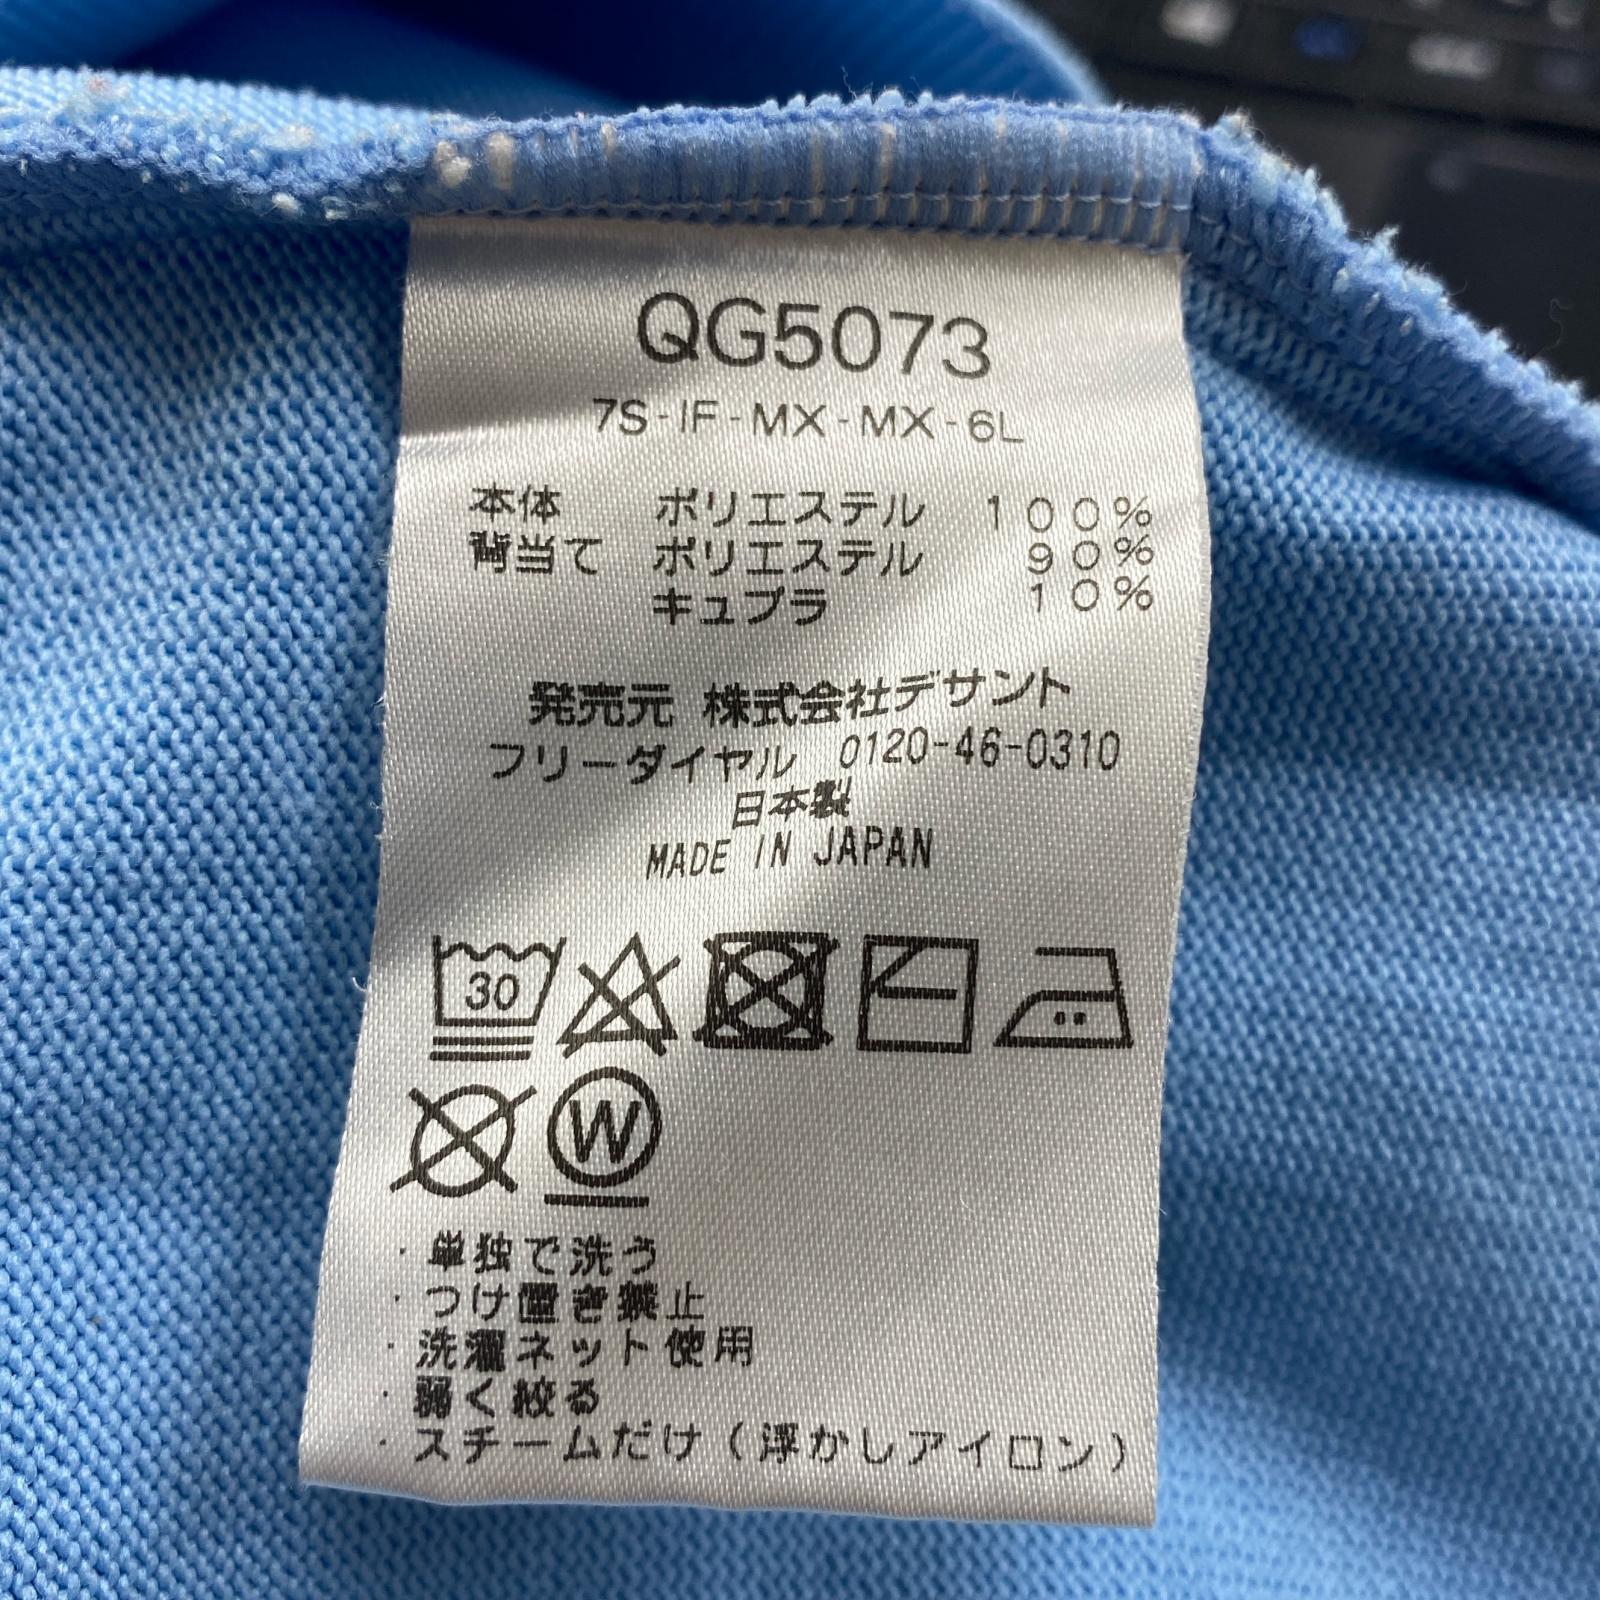 QG5073
7S-IF-MX-MX-6L
本体 ポリエステル 100%
背当て ポリエステル 90%
キュプラ 10%
発売元 株式会社デサント
フリーダイヤル 0120-46-0310
日本製
MADE IN JAPAN
30
W
・単独で洗う
・つけ置き禁止
・洗濯ネット使用
・弱く絞る
・スチームだけ(浮かしアイロン)